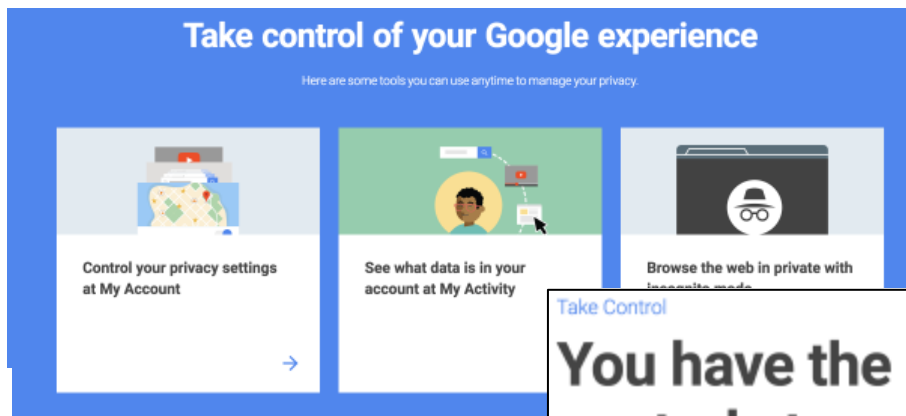 Take control of your Google experience
Here are some tools you can use anytime to manage your privacy.
Control your privacy settings
at My Account
See what data is in your
account at My Activity
Browse the web in private with
Take Control
You have the